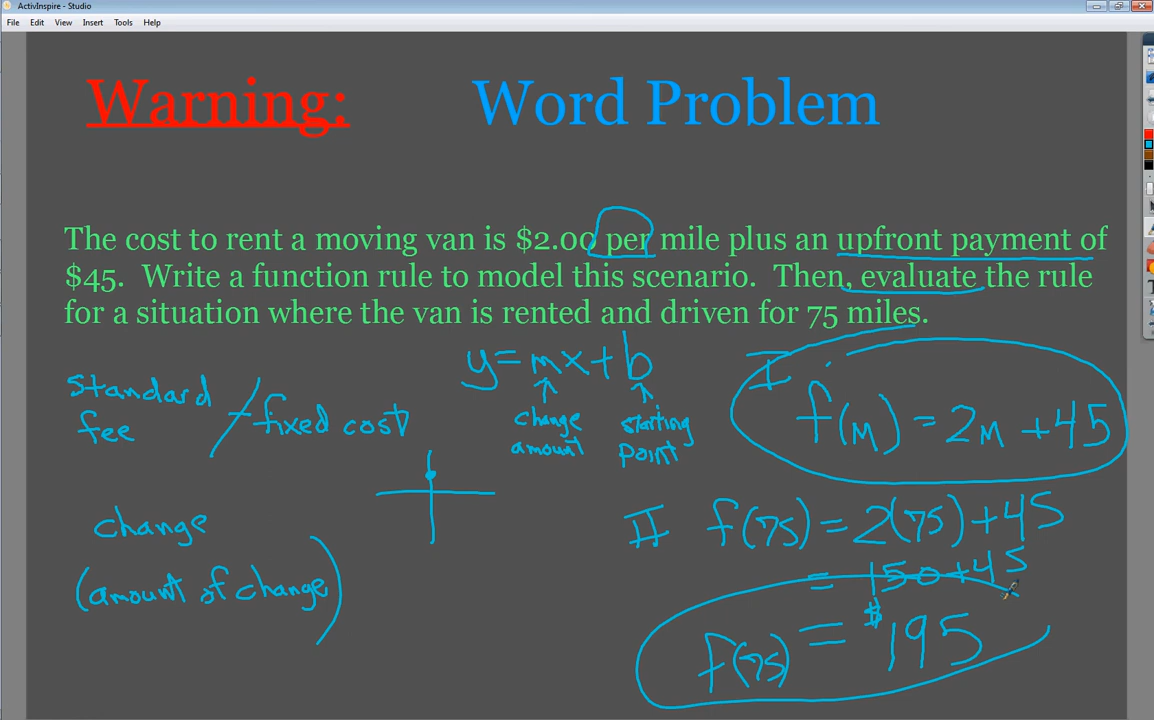 ActivInspire - Studio
File Edit View Insert Tools Help
Warning: Word Problem
The cost to rent a moving van is $2.00 per mile plus an upfront payment of
$45. Write a function rule to model this scenario. Then, evaluate the rule
for a situation where the van is rented and driven for 75 miles.
Standard
fee / fixed cost
change
(amount of change)
y = mx + b
change
amount
starting
point
I
f(m) = 2m + 45
II f(75) = 2(75) + 45
= 150 + 45
f(75) = $195